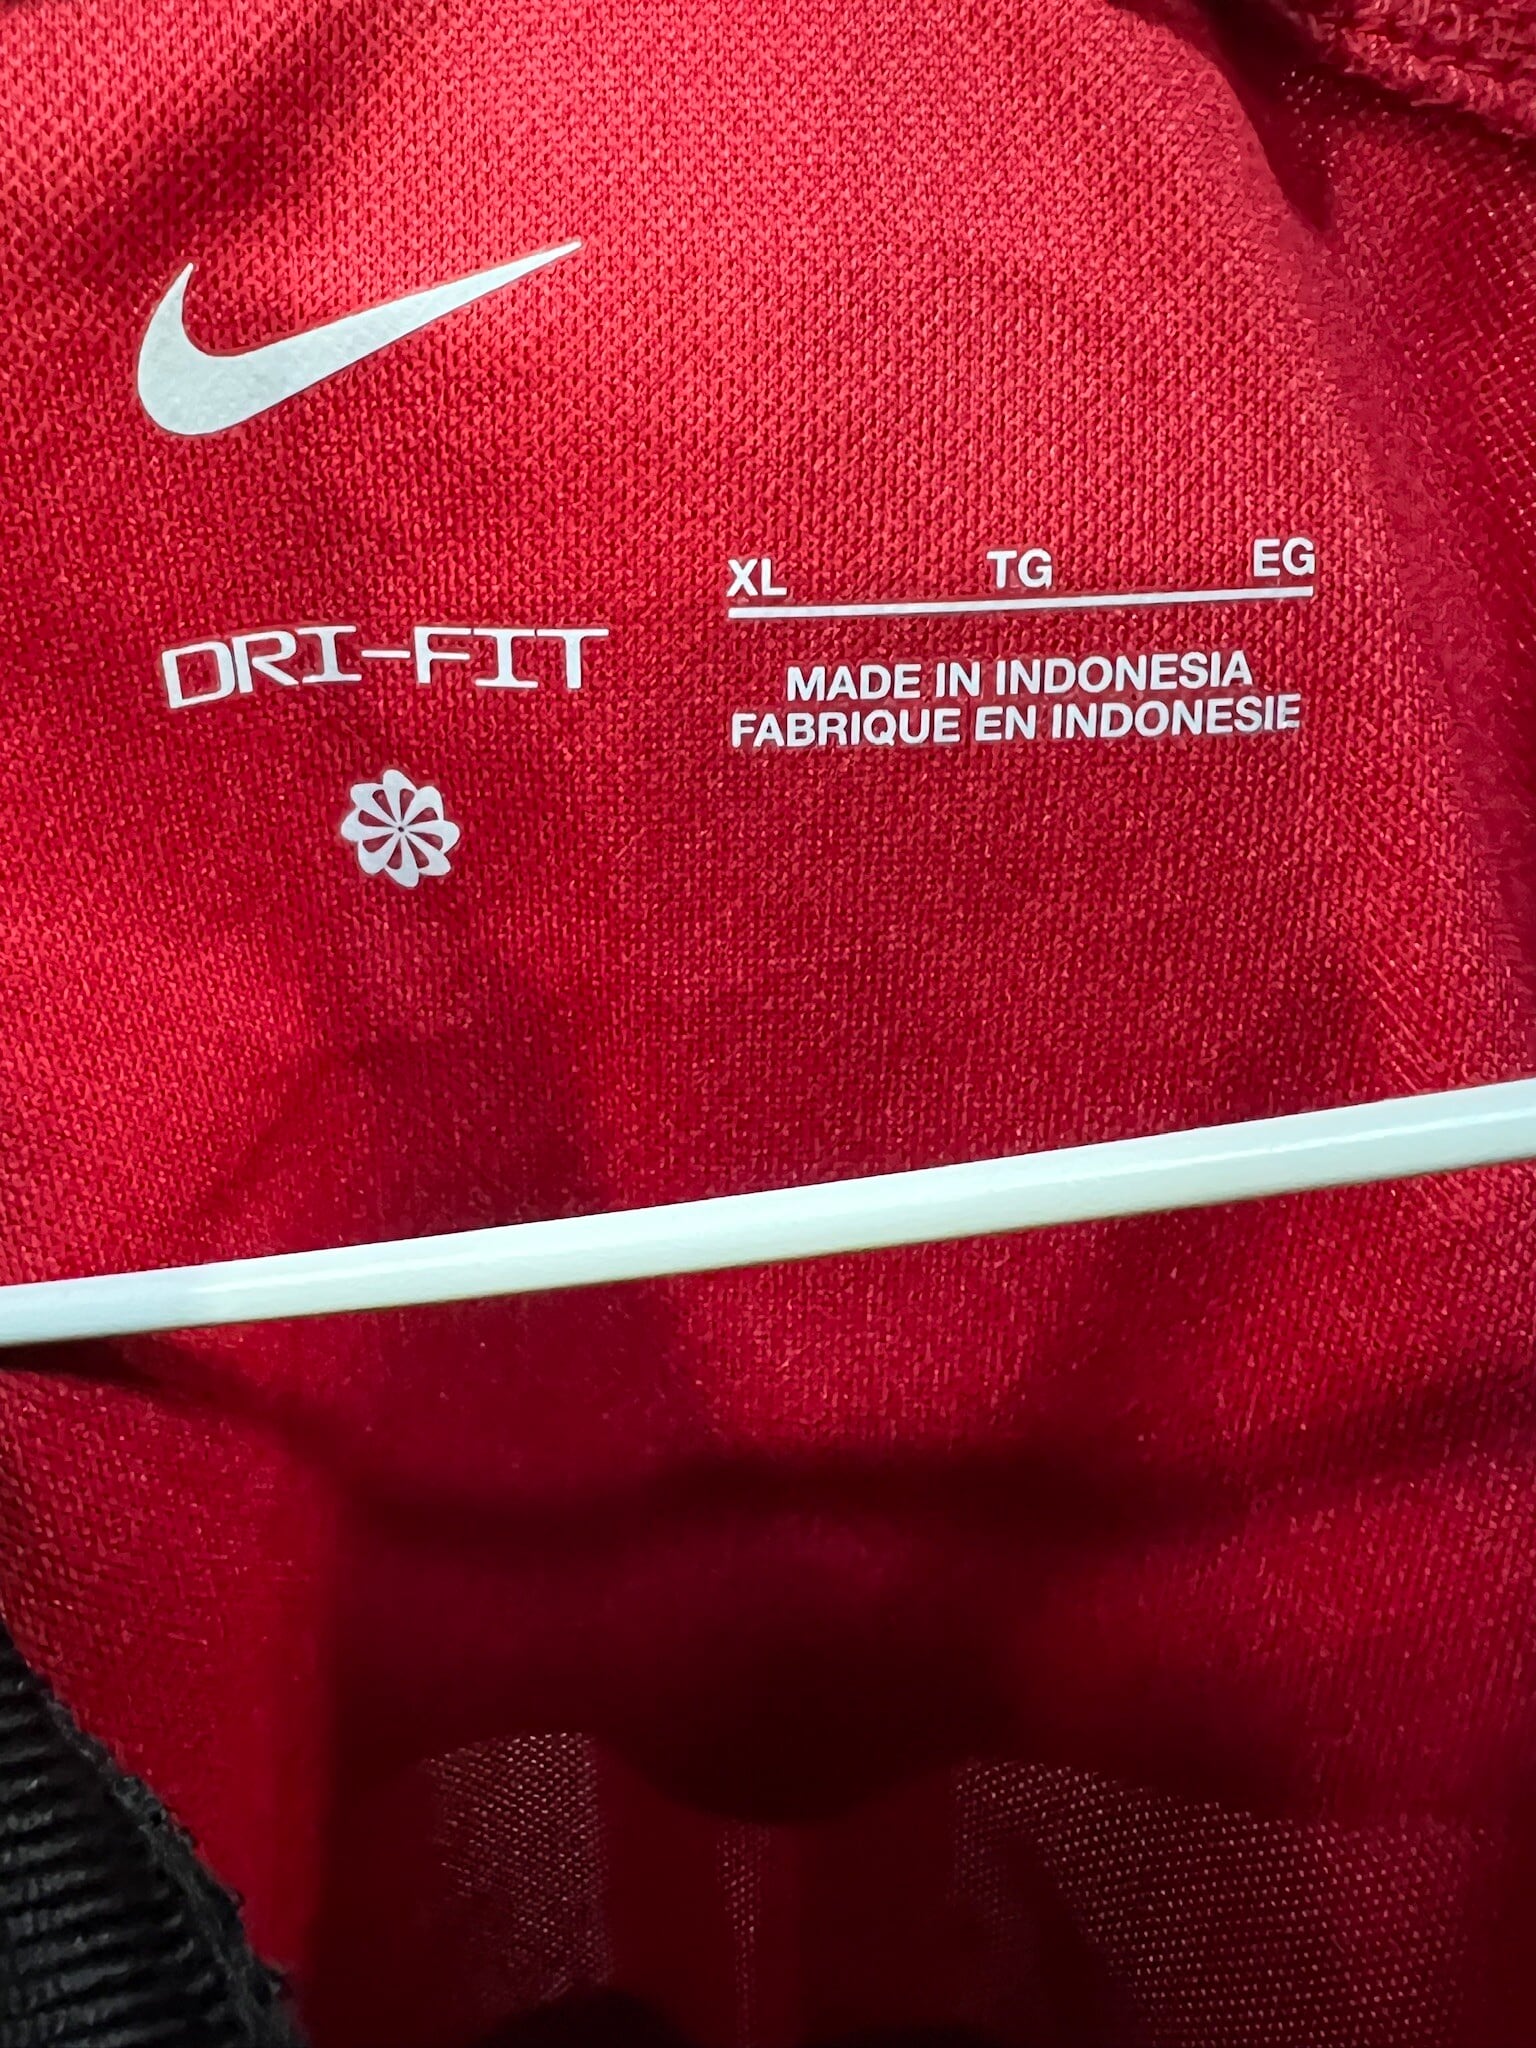 DRI-FIT
XL TG EG
MADE IN INDONESIA
FABRIQUE EN INDONESIE